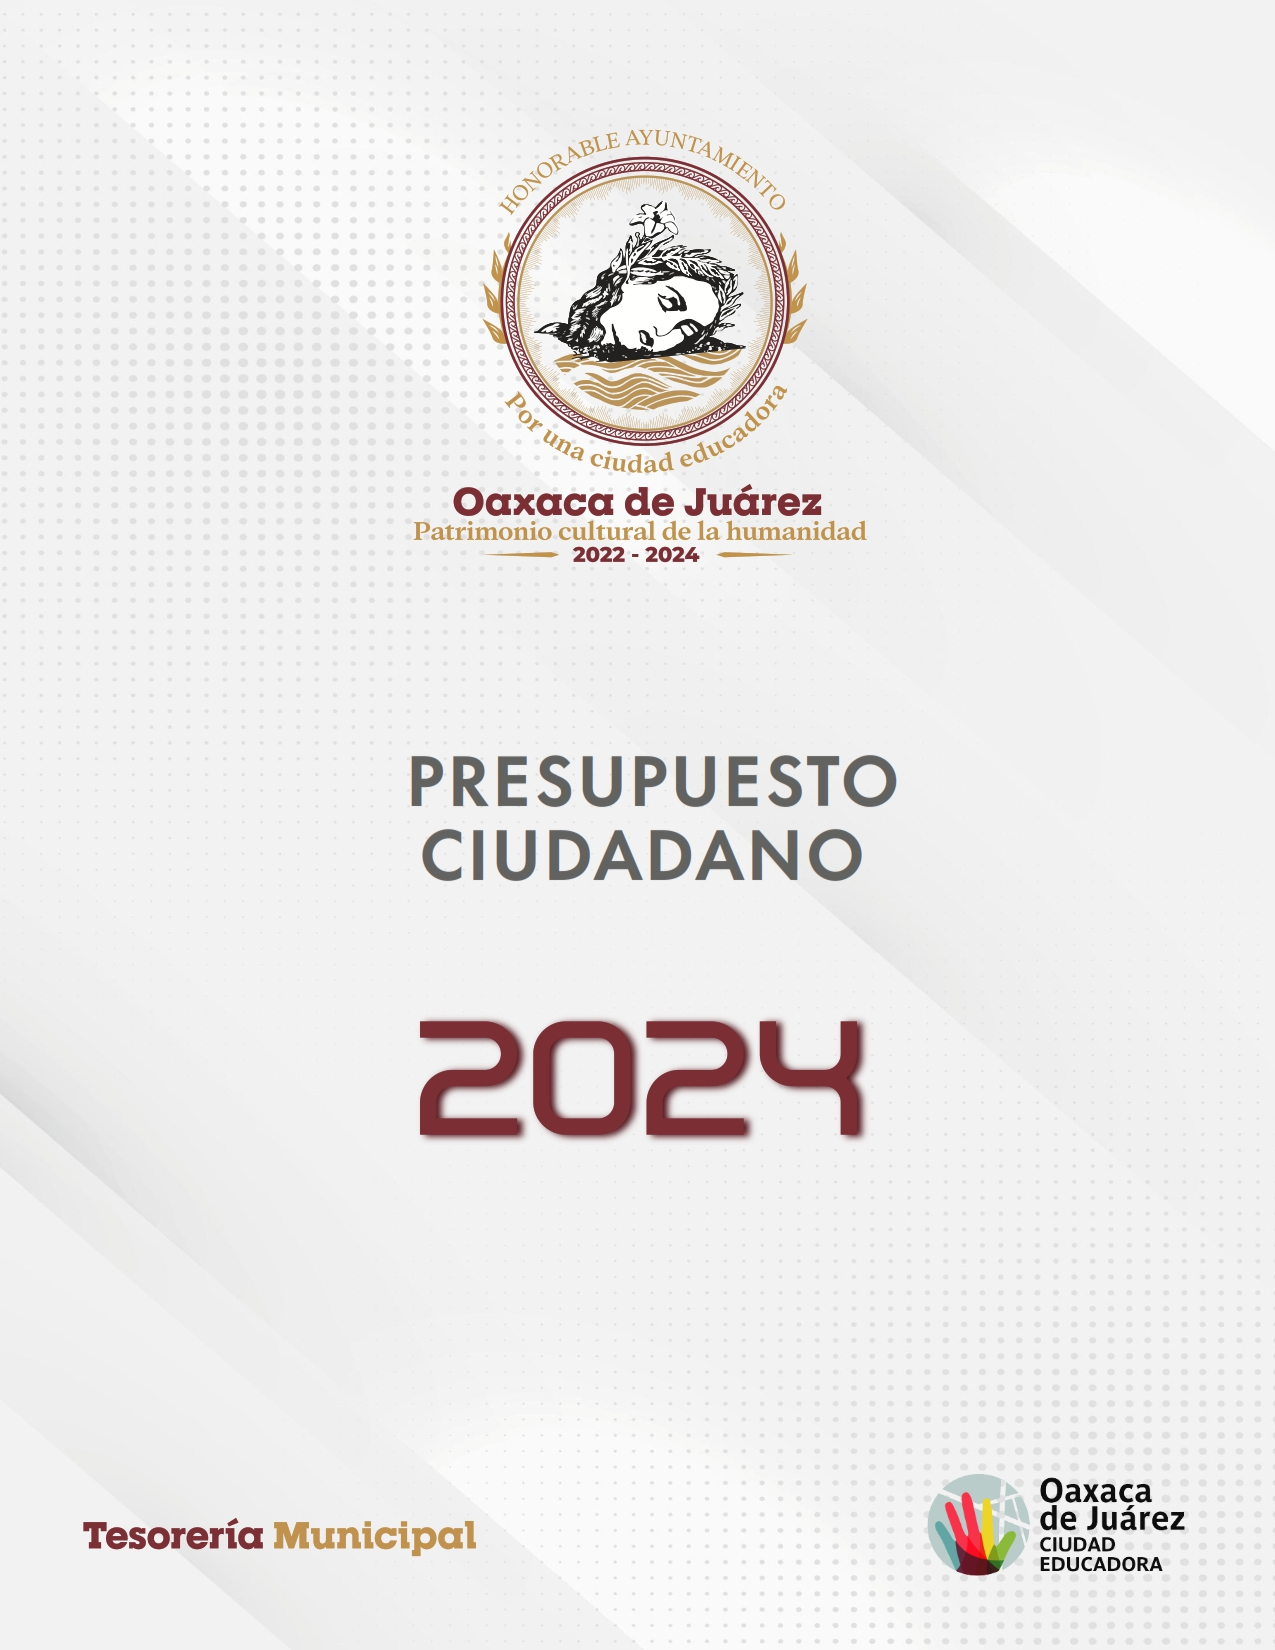 HONORABLE AYUNTAMIENTO
Por una ciudad educadora
Oaxaca de Juárez
Patrimonio cultural de la humanidad
2022 - 2024
PRESUPUESTO
CIUDADANO
2024
Tesorería Municipal
Oaxaca
de Juárez
CIUDAD
EDUCADORA